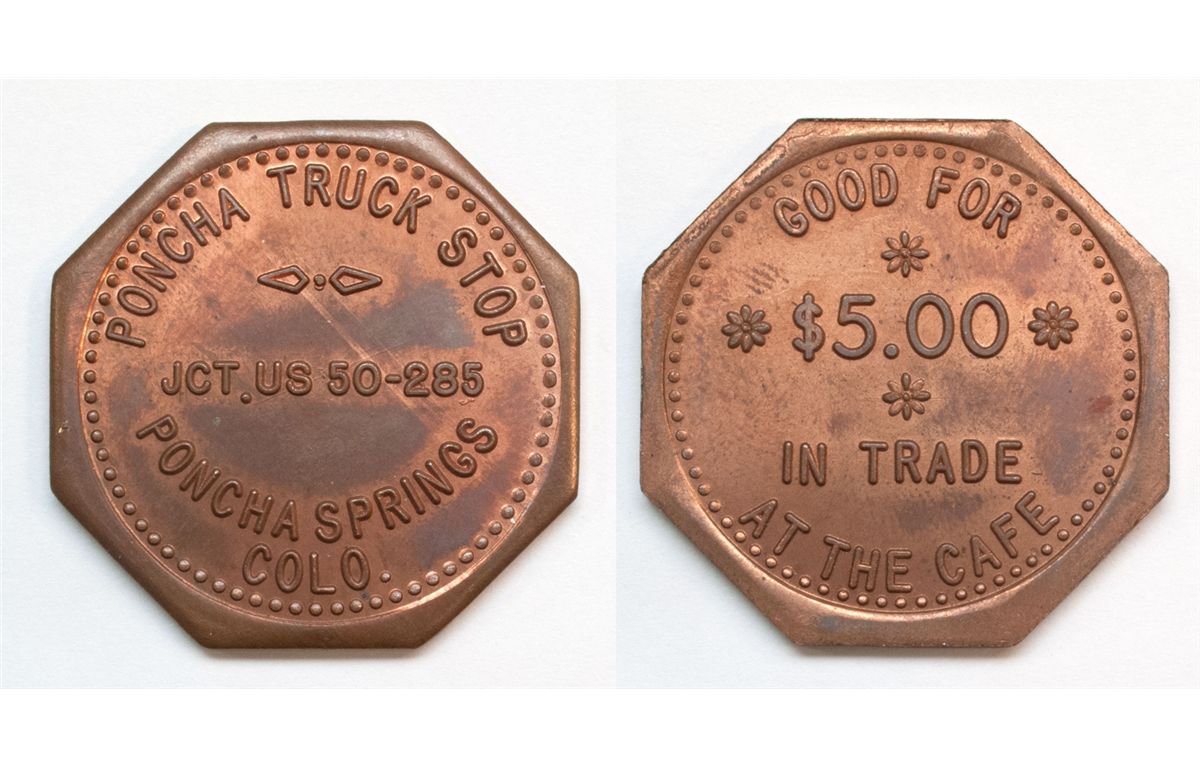 PONCHA TRUCK STOP
JCT. US 50-285
PONCHA SPRINGS
COLO.
GOOD FOR
$5.00
IN TRADE
AT THE CAFE